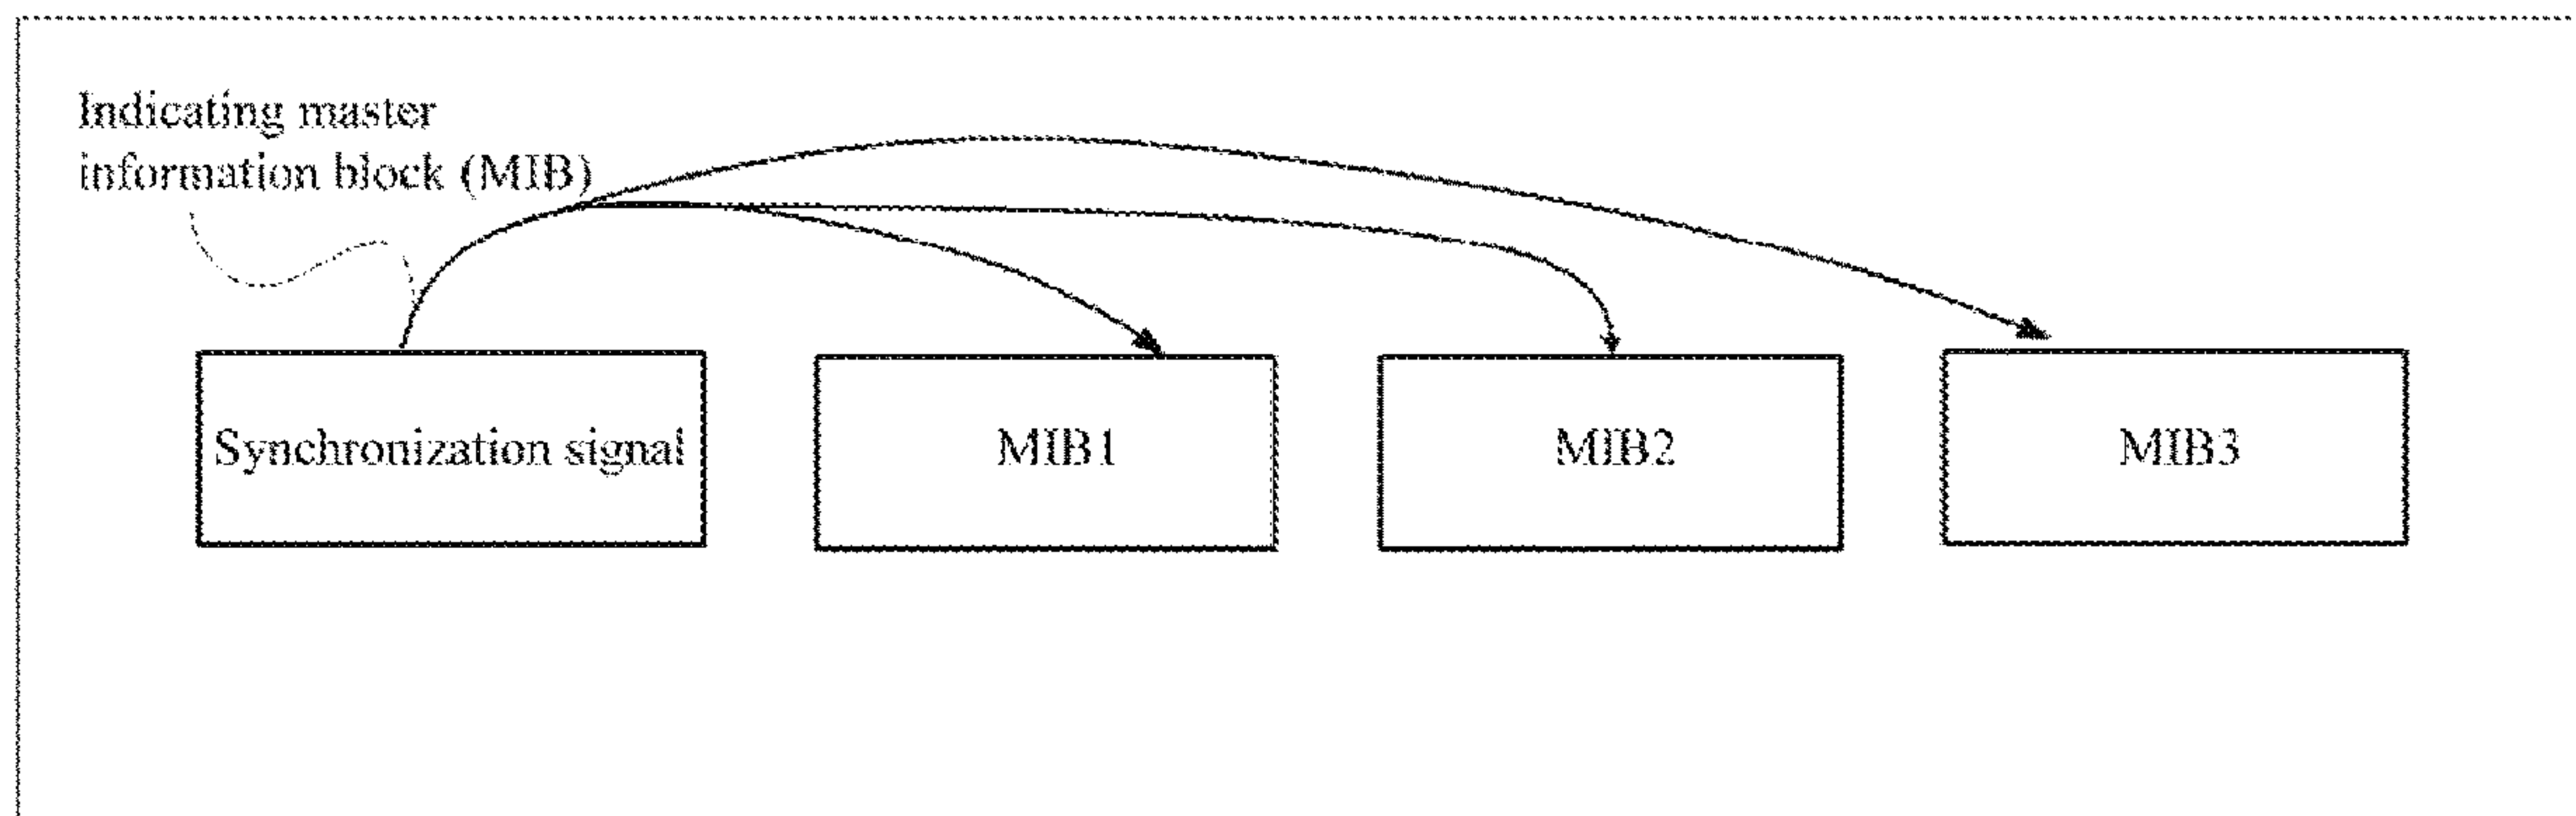 Indicating master
information block (MIB)
Synchronization signal
MIB1
MIB2
MIB3